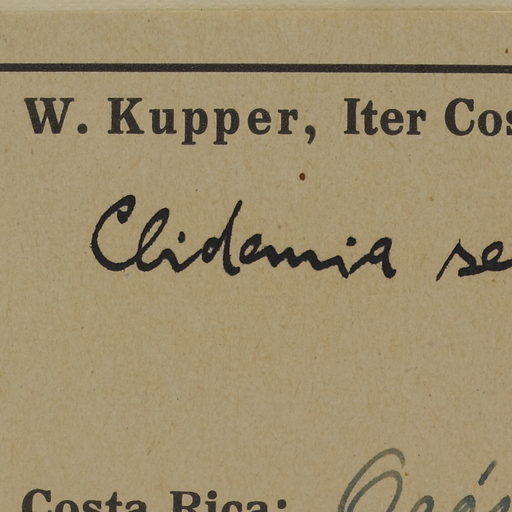 W. Kupper, Iter Cos
Clidemia se
Costa Rica: